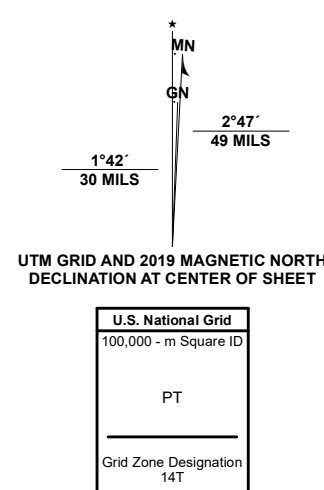 ★
MN
GN
2°47´
49 MILS
1°42´
30 MILS
UTM GRID AND 2019 MAGNETIC NORTH
DECLINATION AT CENTER OF SHEET
U.S. National Grid
100,000 - m Square ID
PT
Grid Zone Designation
14T